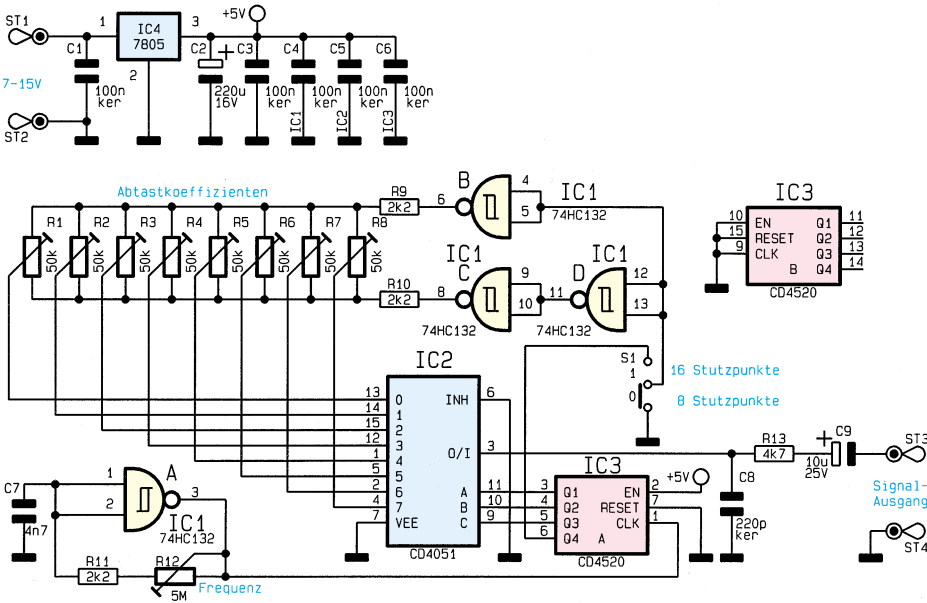 ST1
1
IC4
7805
3
+5V
2
C1
100n
ker
C2
+
220u
16V
C3
100n
ker
C4
100n
ker
IC1
C5
100n
ker
IC2
C6
100n
ker
IC3
7-15V
ST2
Abtastkoeffizienten
R1
50k
R2
50k
R3
50k
R4
50k
R5
50k
R6
50k
R7
50k
R8
50k
R9
2k2
6
B
4
5
IC1
74HC132
R10
2k2
8
IC1
C
9
10
74HC132
11
D
IC1
12
13
74HC132
IC3
10 EN Q1 11
15 RESET Q2 12
9 CLK Q3 13
B Q4 14
CD4520
S1
1
0
16 Stutzpunkte
8 Stutzpunkte
IC2
13 0 INH 6
14 1
15 2
12 3 O/I 3
1 4
5 5
2 6 A 11
4 7 B 10
7 VEE C 9
CD4051
IC3
3 Q1 EN 2
4 Q2 RESET 7
5 Q3 CLK 1
6 Q4 A
CD4520
+5V
C8
220p
ker
R13
4k7
+
C9
10u
25V
ST3
Signal-
Ausgang
ST4
C7
4n7
1
2
A
3
IC1
74HC132
R11
2k2
R12
5M
Frequenz